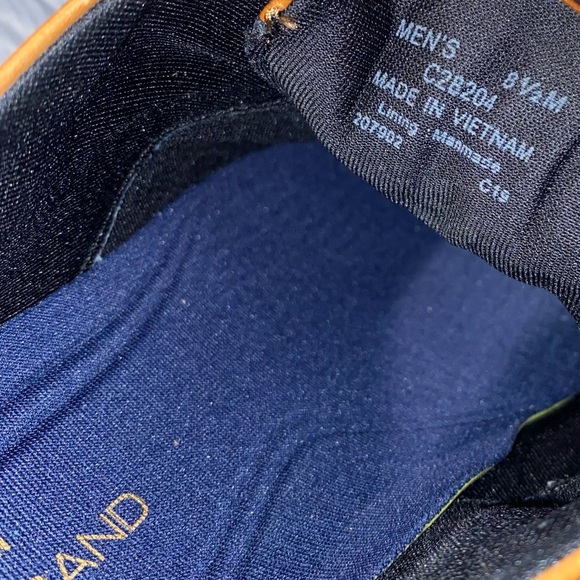 MEN'S 8½M
C28204
MADE IN VIETNAM
Lining : Manmade
207902 C19
AND